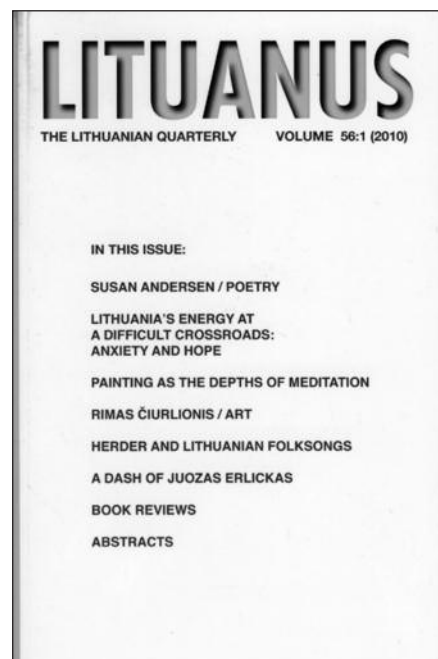 LITUANUS
THE LITHUANIAN QUARTERLY VOLUME 56:1 (2010)
IN THIS ISSUE:
SUSAN ANDERSEN / POETRY
LITHUANIA'S ENERGY AT
A DIFFICULT CROSSROADS:
ANXIETY AND HOPE
PAINTING AS THE DEPTHS OF MEDITATION
RIMAS ČIURLIONIS / ART
HERDER AND LITHUANIAN FOLKSONGS
A DASH OF JUOZAS ERLICKAS
BOOK REVIEWS
ABSTRACTS